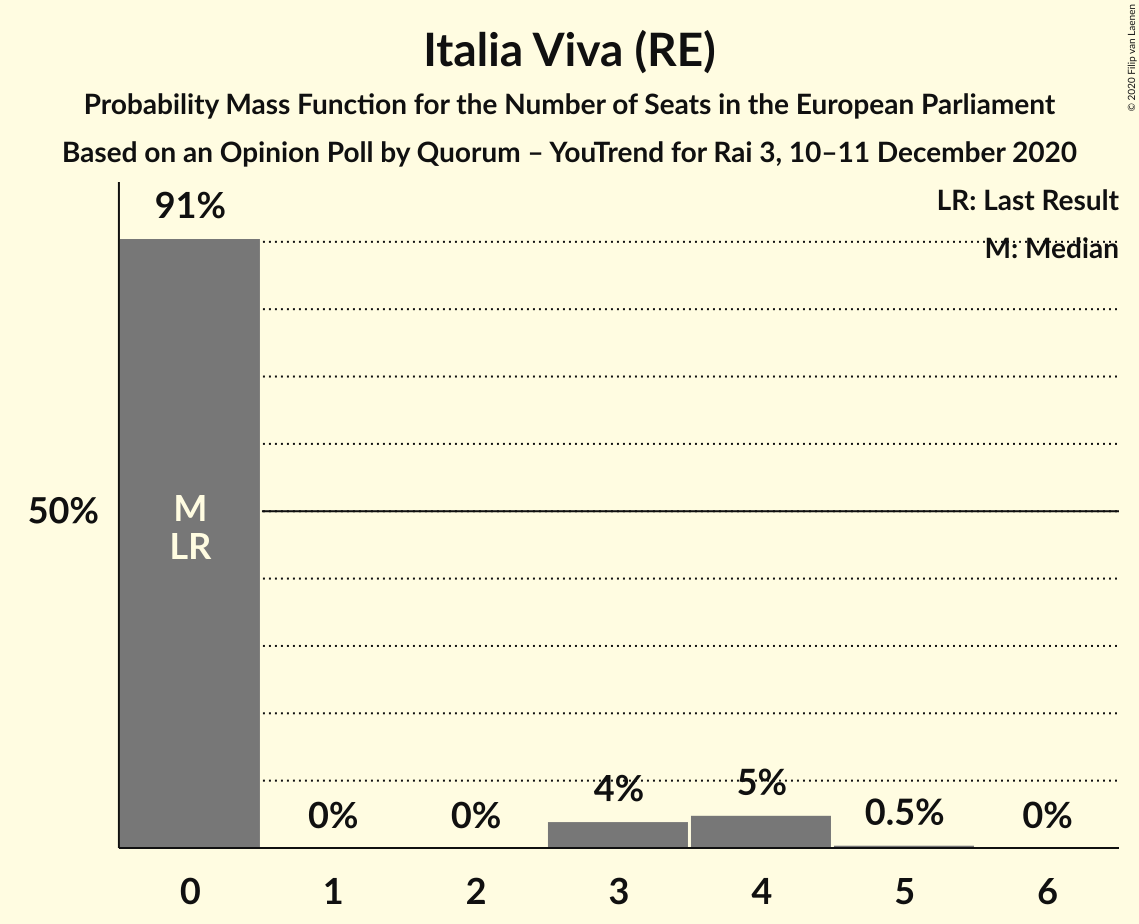 Italia Viva (RE)
Probability Mass Function for the Number of Seats in the European Parliament
Based on an Opinion Poll by Quorum – YouTrend for Rai 3, 10–11 December 2020
© 2020 Filip van Laenen
LR: Last Result
M: Median
91%
50%
M
LR
0%
0%
4%
5%
0.5%
0%
0
1
2
3
4
5
6